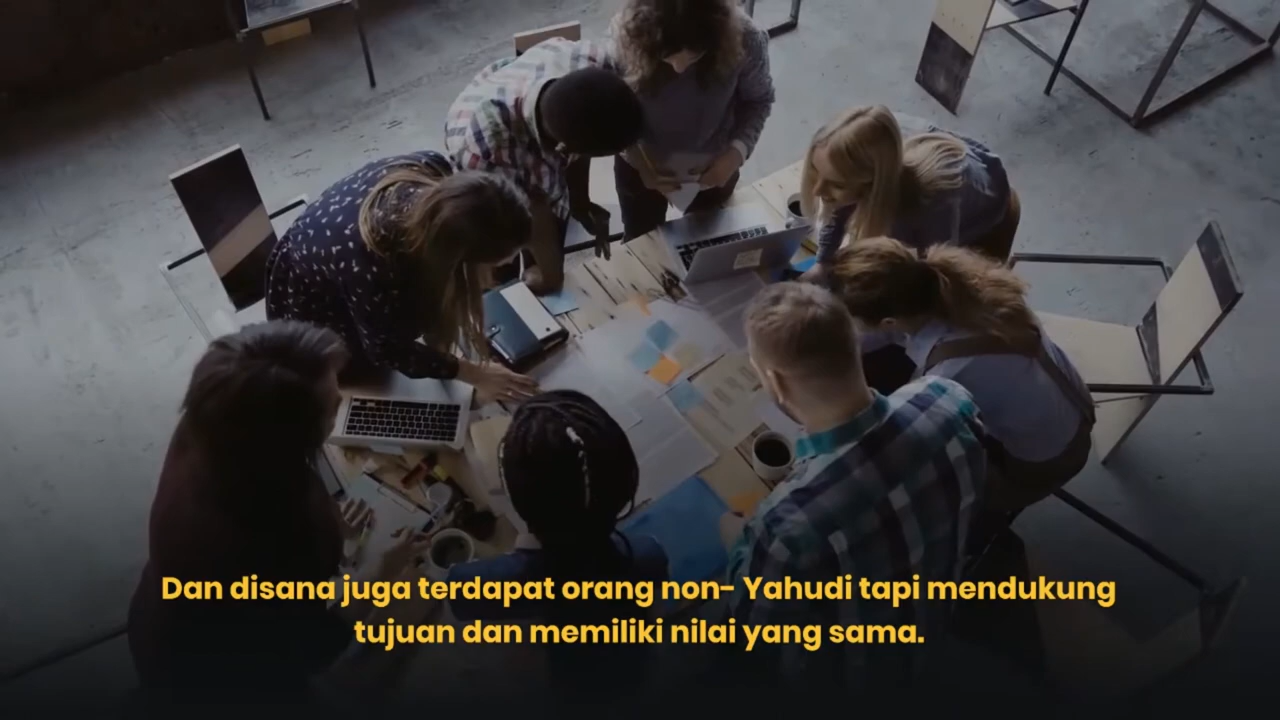 Dan disana juga terdapat orang non- Yahudi tapi mendukung
tujuan dan memiliki nilai yang sama.